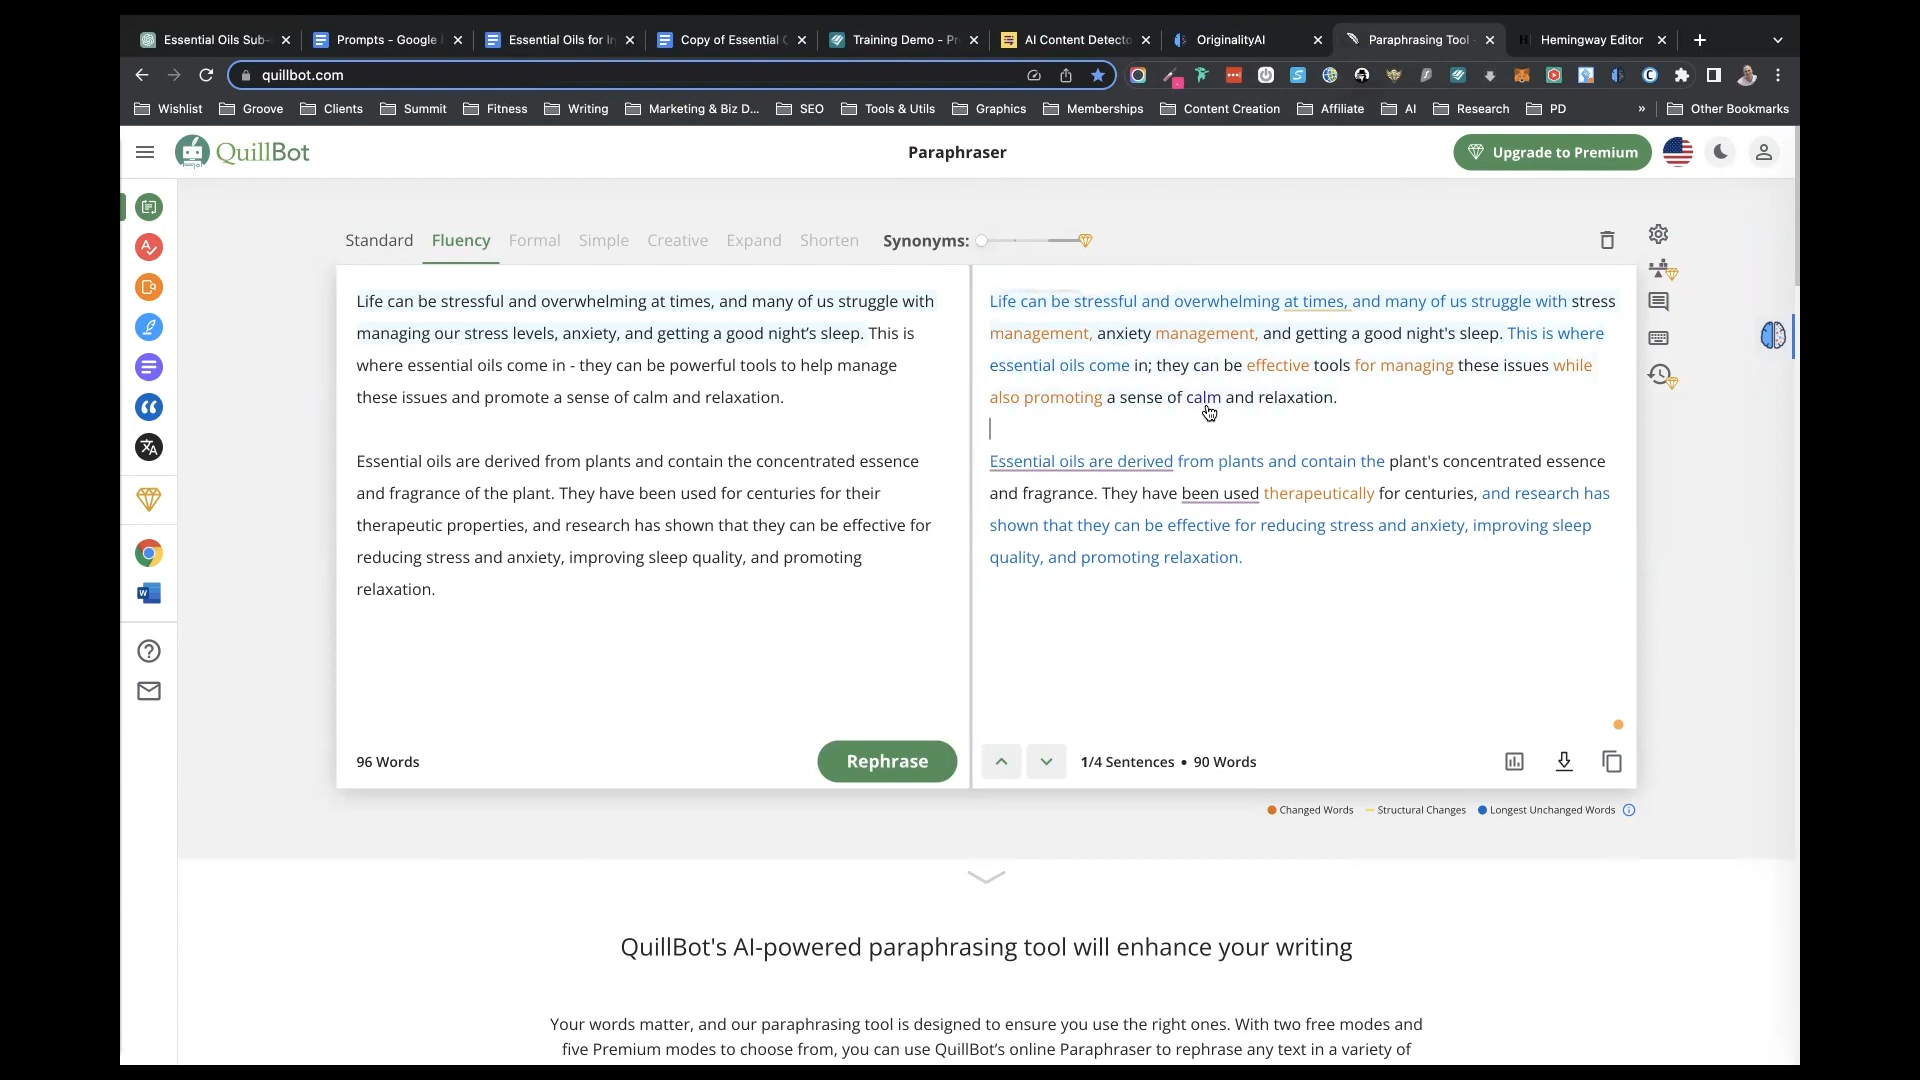 Essential Oils Sub-
Prompts - Google
Essential Oils for In
Copy of Essential
Training Demo - Pr
AI Content Detecto
OriginalityAI
Paraphrasing Tool
Hemingway Editor
quillbot.com
Wishlist Groove Clients Summit Fitness Writing Marketing & Biz D... SEO Tools & Utils Graphics Memberships Content Creation Affiliate AI Research PD » Other Bookmarks
QuillBot
Paraphraser
Upgrade to Premium
Standard Fluency Formal Simple Creative Expand Shorten Synonyms:
Life can be stressful and overwhelming at times, and many of us struggle with
managing our stress levels, anxiety, and getting a good night’s sleep. This is
where essential oils come in - they can be powerful tools to help manage
these issues and promote a sense of calm and relaxation.
Essential oils are derived from plants and contain the concentrated essence
and fragrance of the plant. They have been used for centuries for their
therapeutic properties, and research has shown that they can be effective for
reducing stress and anxiety, improving sleep quality, and promoting
relaxation.
96 Words
Rephrase
Life can be stressful and overwhelming at times, and many of us struggle with stress
management, anxiety management, and getting a good night's sleep. This is where
essential oils come in; they can be effective tools for managing these issues while
also promoting a sense of calm and relaxation.
Essential oils are derived from plants and contain the plant's concentrated essence
and fragrance. They have been used therapeutically for centuries, and research has
shown that they can be effective for reducing stress and anxiety, improving sleep
quality, and promoting relaxation.
1/4 Sentences • 90 Words
Changed Words Structural Changes Longest Unchanged Words
QuillBot's AI-powered paraphrasing tool will enhance your writing
Your words matter, and our paraphrasing tool is designed to ensure you use the right ones. With two free modes and
five Premium modes to choose from, you can use QuillBot’s online Paraphraser to rephrase any text in a variety of